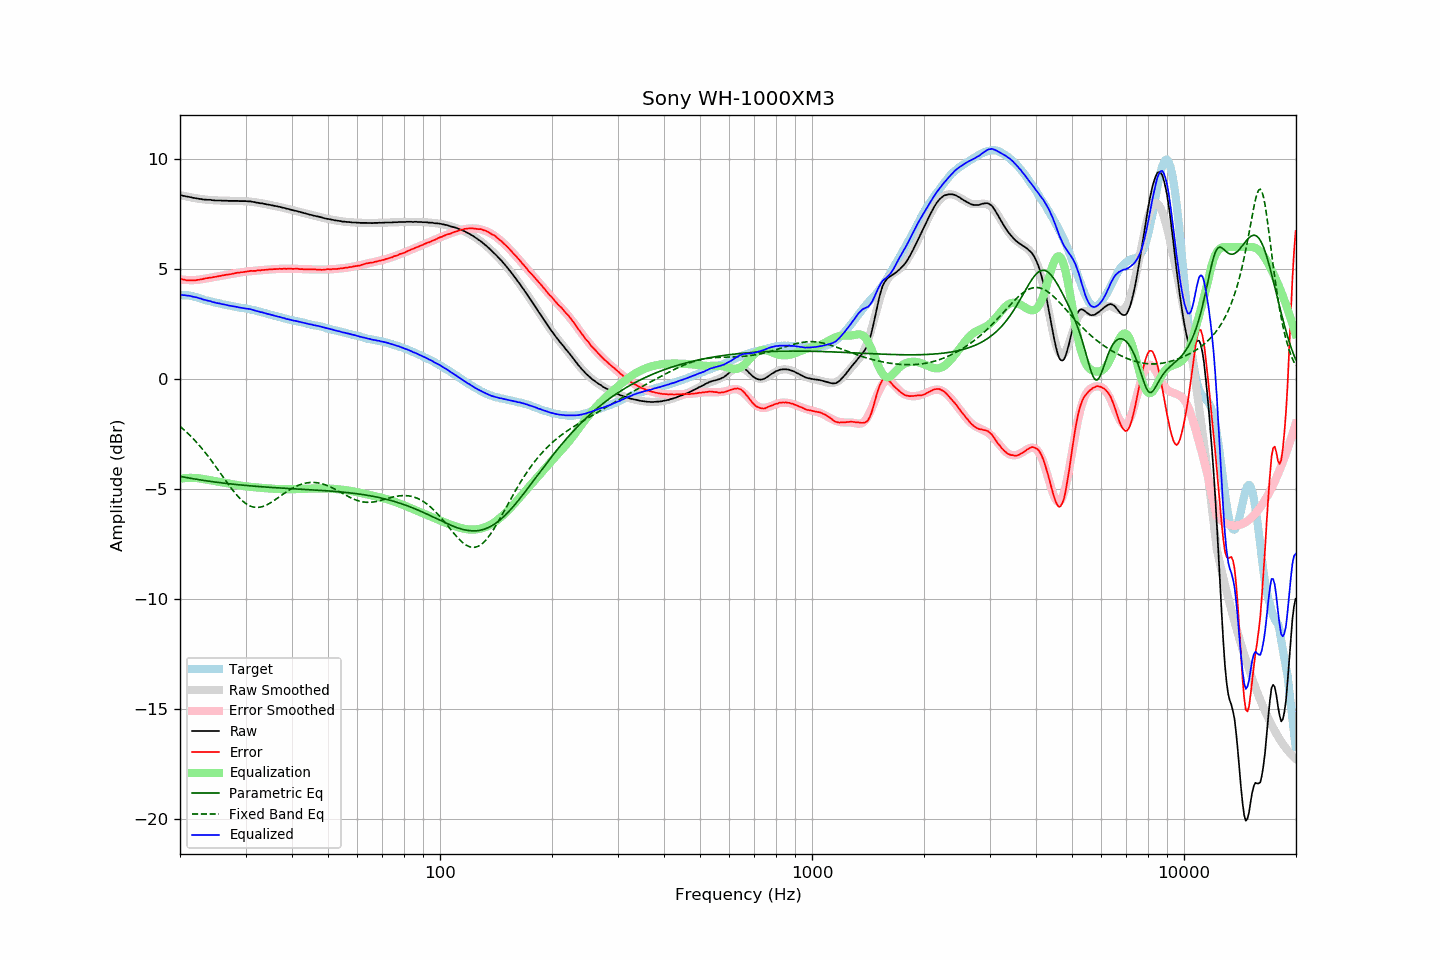 Sony WH-1000XM3
Amplitude (dBr)
10
5
0
−5
−10
−15
−20
Target
Raw Smoothed
Error Smoothed
Raw
Error
Equalization
Parametric Eq
Fixed Band Eq
Equalized
100
1000
10000
Frequency (Hz)